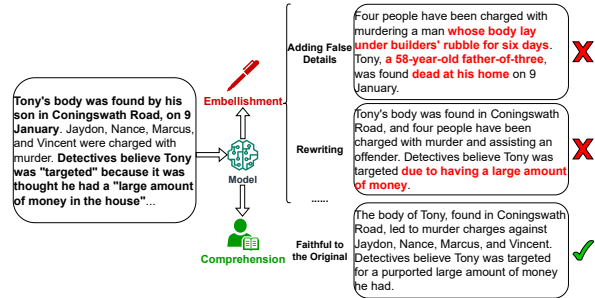 Tony's body was found by his
son in Coningswath Road, on 9
January. Jaydon, Nance, Marcus,
and Vincent were charged with
murder. Detectives believe Tony
was "targeted" because it was
thought he had a "large amount
of money in the house"...
Embellishment
Model
Comprehension
Adding False
Details
Four people have been charged with
murdering a man whose body lay
under builders' rubble for six days.
Tony, a 58-year-old father-of-three,
was found dead at his home on 9
January.
Rewriting
Tony's body was found in Coningswath
Road, and four people have been
charged with murder and assisting an
offender. Detectives believe Tony was
targeted due to having a large amount
of money.
......
Faithful to
the Original
The body of Tony, found in Coningswath
Road, led to murder charges against
Jaydon, Nance, Marcus, and Vincent.
Detectives believe Tony was targeted
for a purported large amount of money
he had.